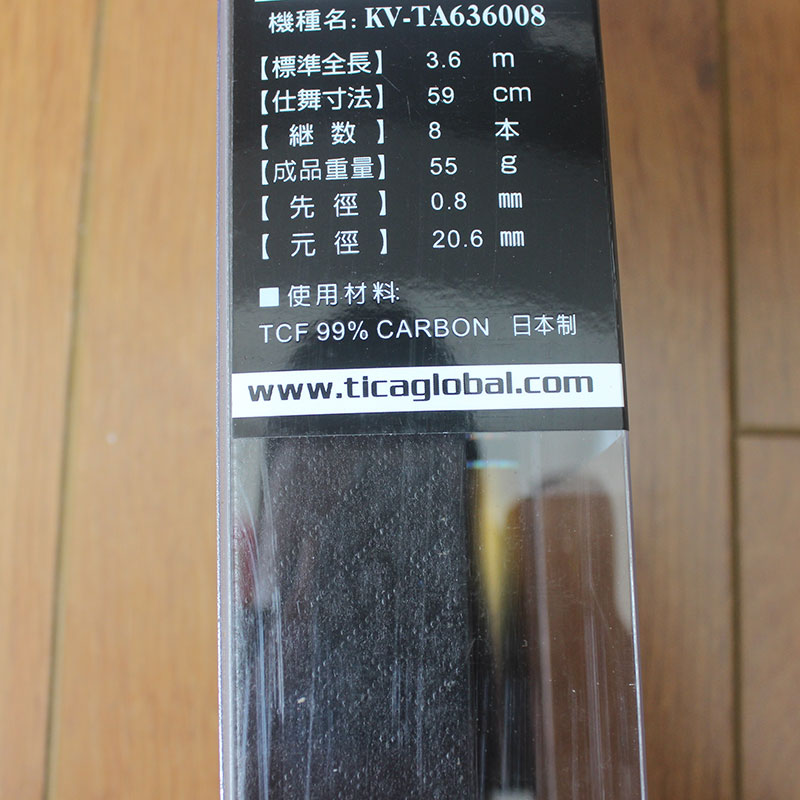 機種名: KV-TA636008
【標準全長】 3.6 m
【仕舞寸法】 59 cm
【継数】 8 本
【成品重量】 55 g
【先徑】 0.8 ㎜
【元徑】 20.6 ㎜
■使用材料:
TCF 99% CARBON 日本制
www.ticaglobal.com